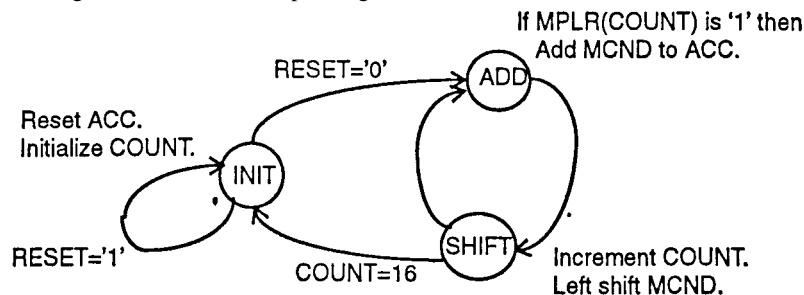 If MPLR(COUNT) is '1' then
Add MCND to ACC.
RESET='0'
ADD
Reset ACC.
Initialize COUNT.
INIT
RESET='1'
SHIFT
COUNT=16
Increment COUNT.
Left shift MCND.